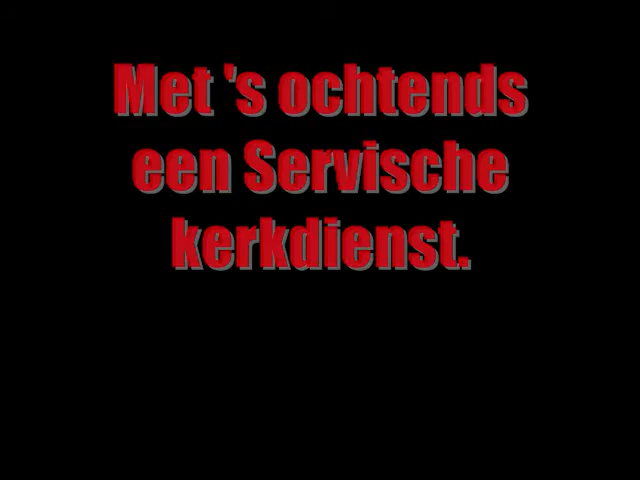 Met 's ochtends
een Servische
kerkdienst.